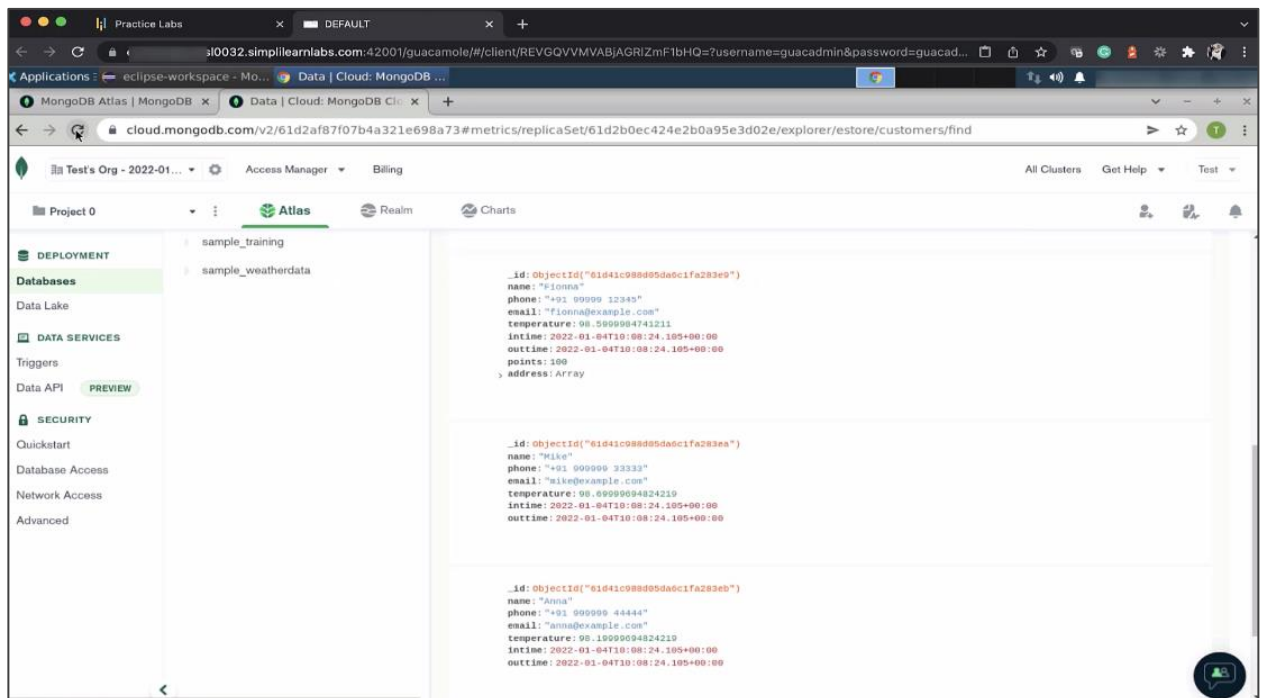 Practice Labs
DEFAULT
sl0032.simplilearnlabs.com:42001/guacamole/#/client/REVGQVVMVABjAGRIZmF1bHQ=?username=guacadmin&password=guacad...
Applications
eclipse-workspace - Mo...
Data | Cloud: MongoDB ...
MongoDB Atlas | MongoDB
Data | Cloud: MongoDB Clo
cloud.mongodb.com/v2/61d2af87f07b4a321e698a73#metrics/replicaSet/61d2b0ec424e2b0a95e3d02e/explorer/estore/customers/find
T
Test's Org - 2022-01...
Access Manager
Billing
All Clusters
Get Help
Test
Project 0
Atlas
Realm
Charts
DEPLOYMENT
Databases
Data Lake
DATA SERVICES
Triggers
Data API PREVIEW
SECURITY
Quickstart
Database Access
Network Access
Advanced
sample_training
sample_weatherdata
_id: ObjectId("61d41c988d05da6c1fa283e9")
name: "Fionna"
phone: "+91 99999 12345"
email: "fionna@example.com"
temperature: 98.5999984741211
intime: 2022-01-04T10:08:24.105+00:00
outtime: 2022-01-04T10:08:24.105+00:00
points: 100
address: Array
_id: ObjectId("61d41c988d05da6c1fa283ea")
name: "Mike"
phone: "+91 999999 33333"
email: "mike@example.com"
temperature: 98.69999694824219
intime: 2022-01-04T10:08:24.105+00:00
outtime: 2022-01-04T10:08:24.105+00:00
_id: ObjectId("61d41c988d05da6c1fa283eb")
name: "Anna"
phone: "+91 999999 44444"
email: "anna@example.com"
temperature: 98.19999694824219
intime: 2022-01-04T10:08:24.105+00:00
outtime: 2022-01-04T10:08:24.105+00:00